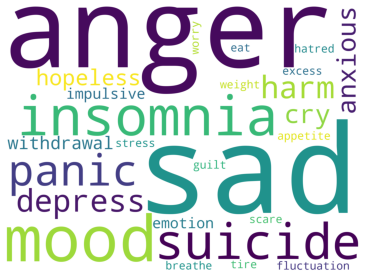 anger
anxious
worry
eat
hatred
hopeless
impulsive
weight
excess
harm
insomnia
cry
withdrawal
stress
appetite
panic
guilt
sad
depress
mood
emotion
scare
suicide
breathe
tire
fluctuation